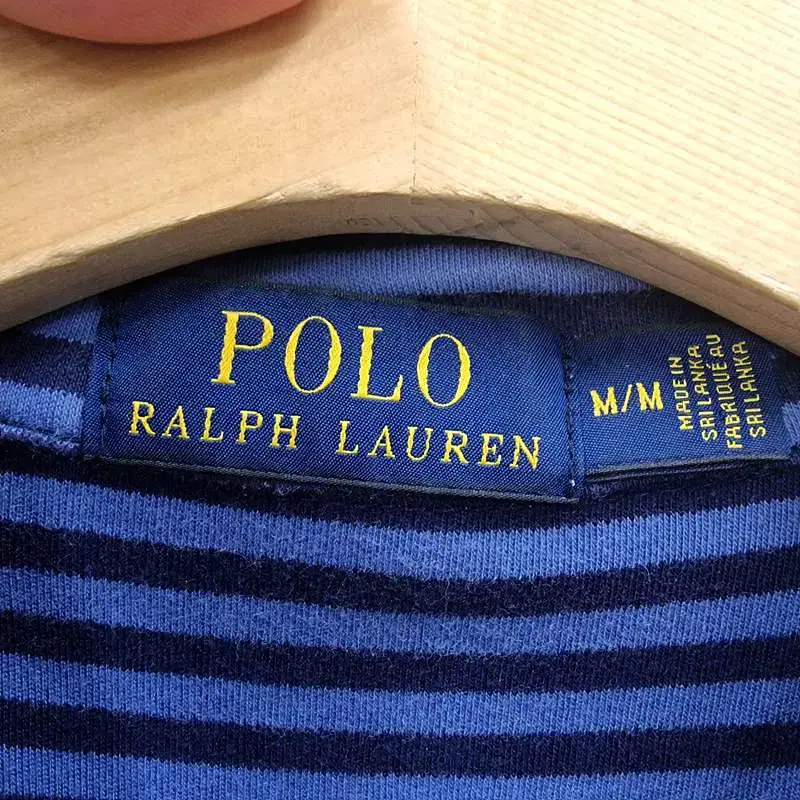 POLO
RALPH LAUREN
M/M
MADE IN
SRI LANKA
FABRIQUÉ AU
SRI LANKA